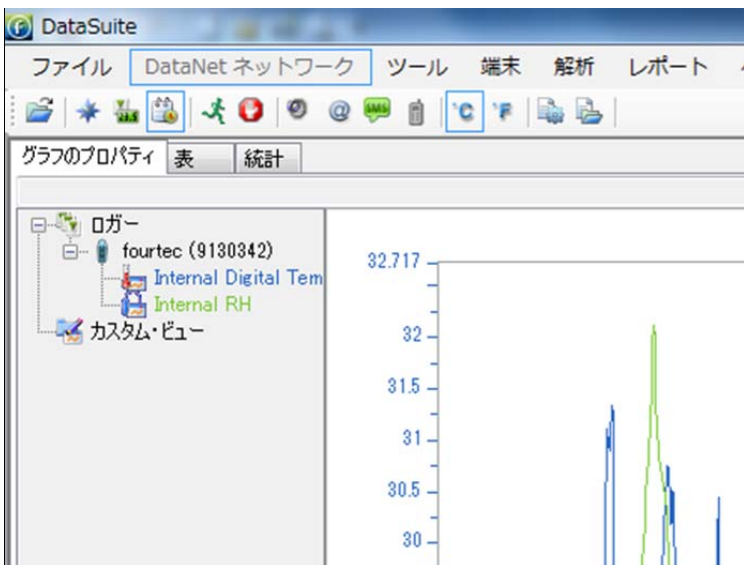 DataSuite
ファイル DataNet ネットワーク ツール 端末 解析 レポート
@ SMS °C °F
グラフのプロパティ 表 統計
ロガー
fourtec (9130342)
Internal Digital Tem
Internal RH
カスタム・ビュー
32.717
32
31.5
31
30.5
30